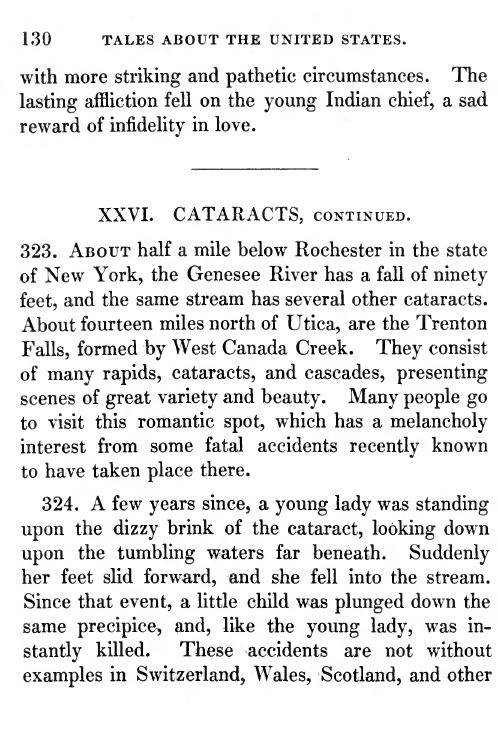 130 TALES ABOUT THE UNITED STATES.
with more striking and pathetic circumstances. The
lasting affliction fell on the young Indian chief, a sad
reward of infidelity in love.
XXVI. CATARACTS, CONTINUED.
323. ABOUT half a mile below Rochester in the state
of New York, the Genesee River has a fall of ninety
feet, and the same stream has several other cataracts.
About fourteen miles north of Utica, are the Trenton
Falls, formed by West Canada Creek. They consist
of many rapids, cataracts, and cascades, presenting
scenes of great variety and beauty. Many people go
to visit this romantic spot, which has a melancholy
interest from some fatal accidents recently known
to have taken place there.
324. A few years since, a young lady was standing
upon the dizzy brink of the cataract, looking down
upon the tumbling waters far beneath. Suddenly
her feet slid forward, and she fell into the stream.
Since that event, a little child was plunged down the
same precipice, and, like the young lady, was in-
stantly killed. These accidents are not without
examples in Switzerland, Wales, Scotland, and other